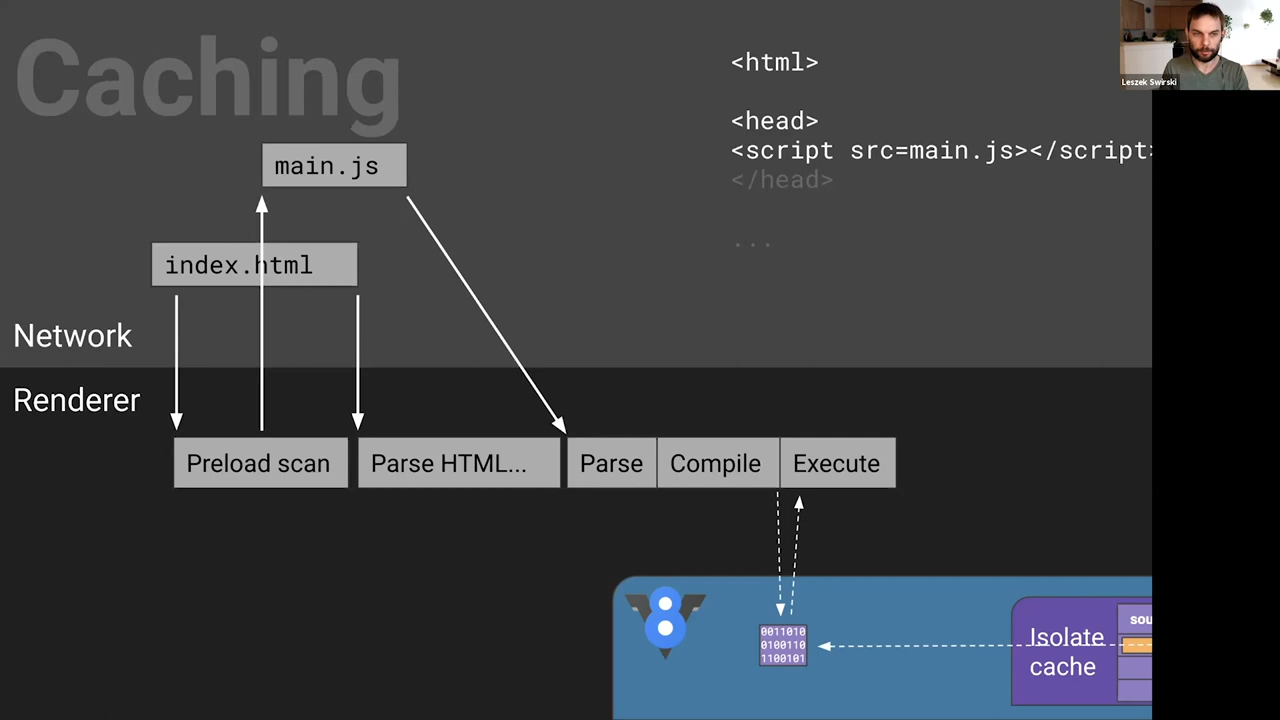 Caching
<html>
<head>
<script src=main.js></script>
</head>
...
main.js
index.html
Network
Renderer
Preload scan
Parse HTML...
Parse
Compile
Execute
0011010
0100110
1100101
Isolate
cache
sou
Leszek Swirski